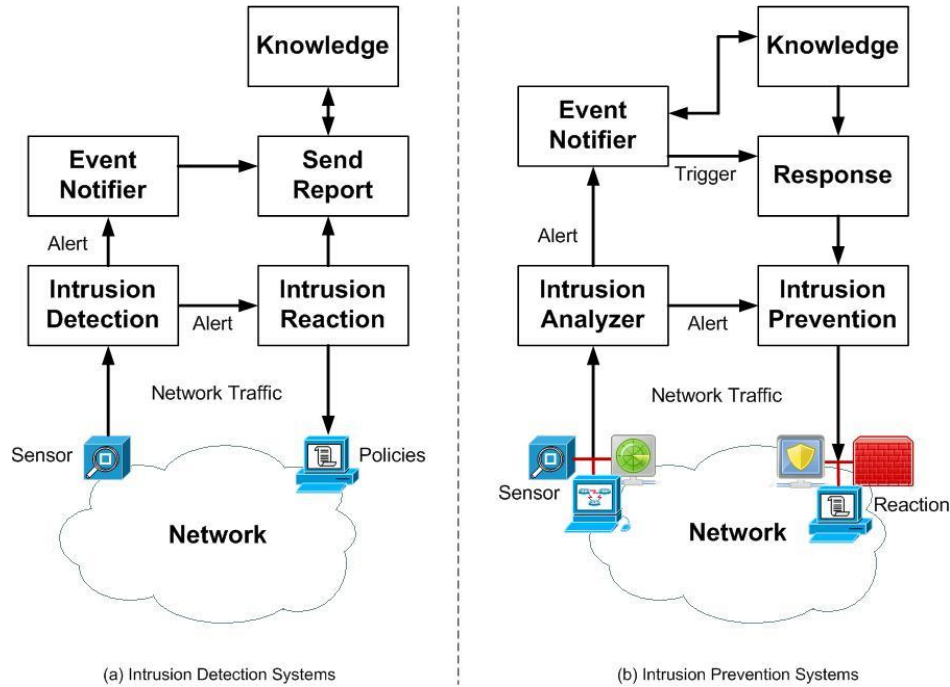 Knowledge
Event
Notifier
Send
Report
Alert
Intrusion
Detection
Alert
Intrusion
Reaction
Network Traffic
Sensor
Policies
Network
(a) Intrusion Detection Systems
Knowledge
Event
Notifier
Trigger
Response
Alert
Intrusion
Analyzer
Alert
Intrusion
Prevention
Network Traffic
Sensor
Reaction
Network
(b) Intrusion Prevention Systems